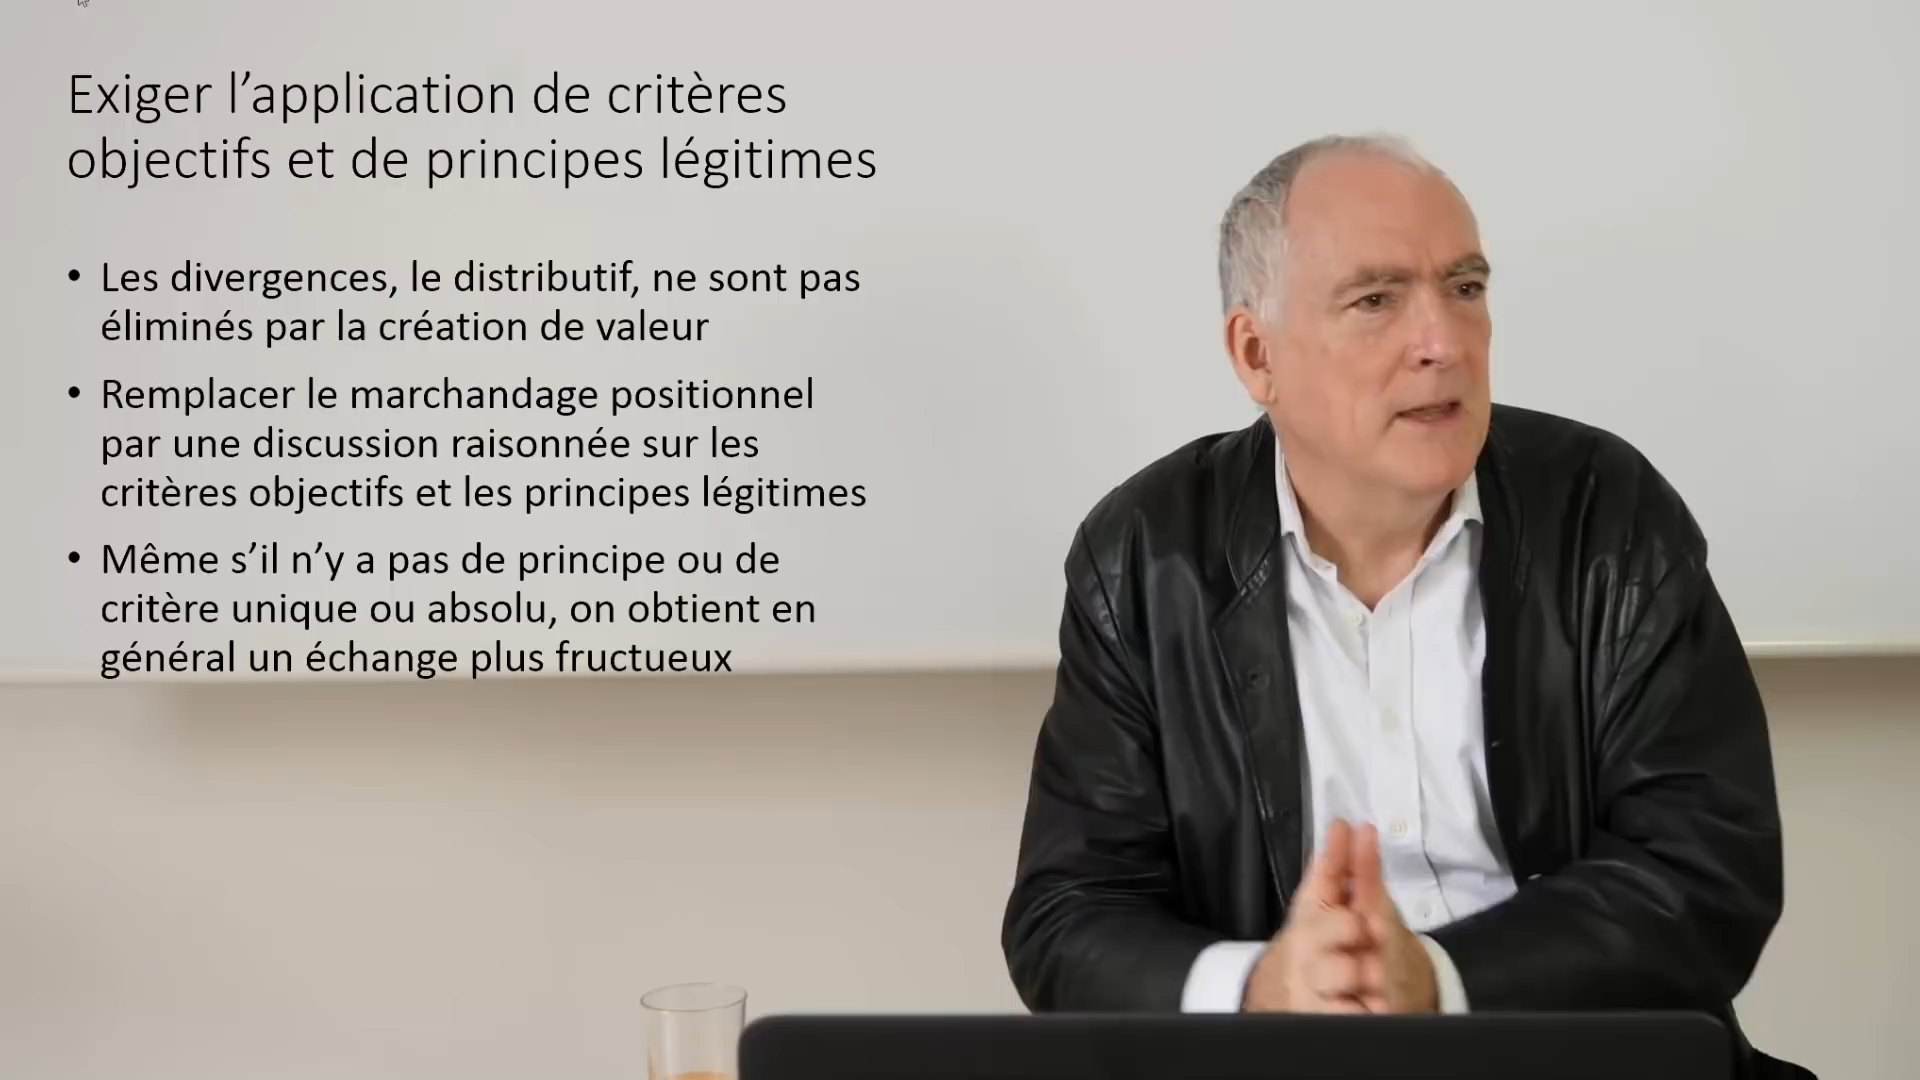 Exiger l’application de critères
objectifs et de principes légitimes
• Les divergences, le distributif, ne sont pas
éliminés par la création de valeur
• Remplacer le marchandage positionnel
par une discussion raisonnée sur les
critères objectifs et les principes légitimes
• Même s’il n’y a pas de principe ou de
critère unique ou absolu, on obtient en
général un échange plus fructueux